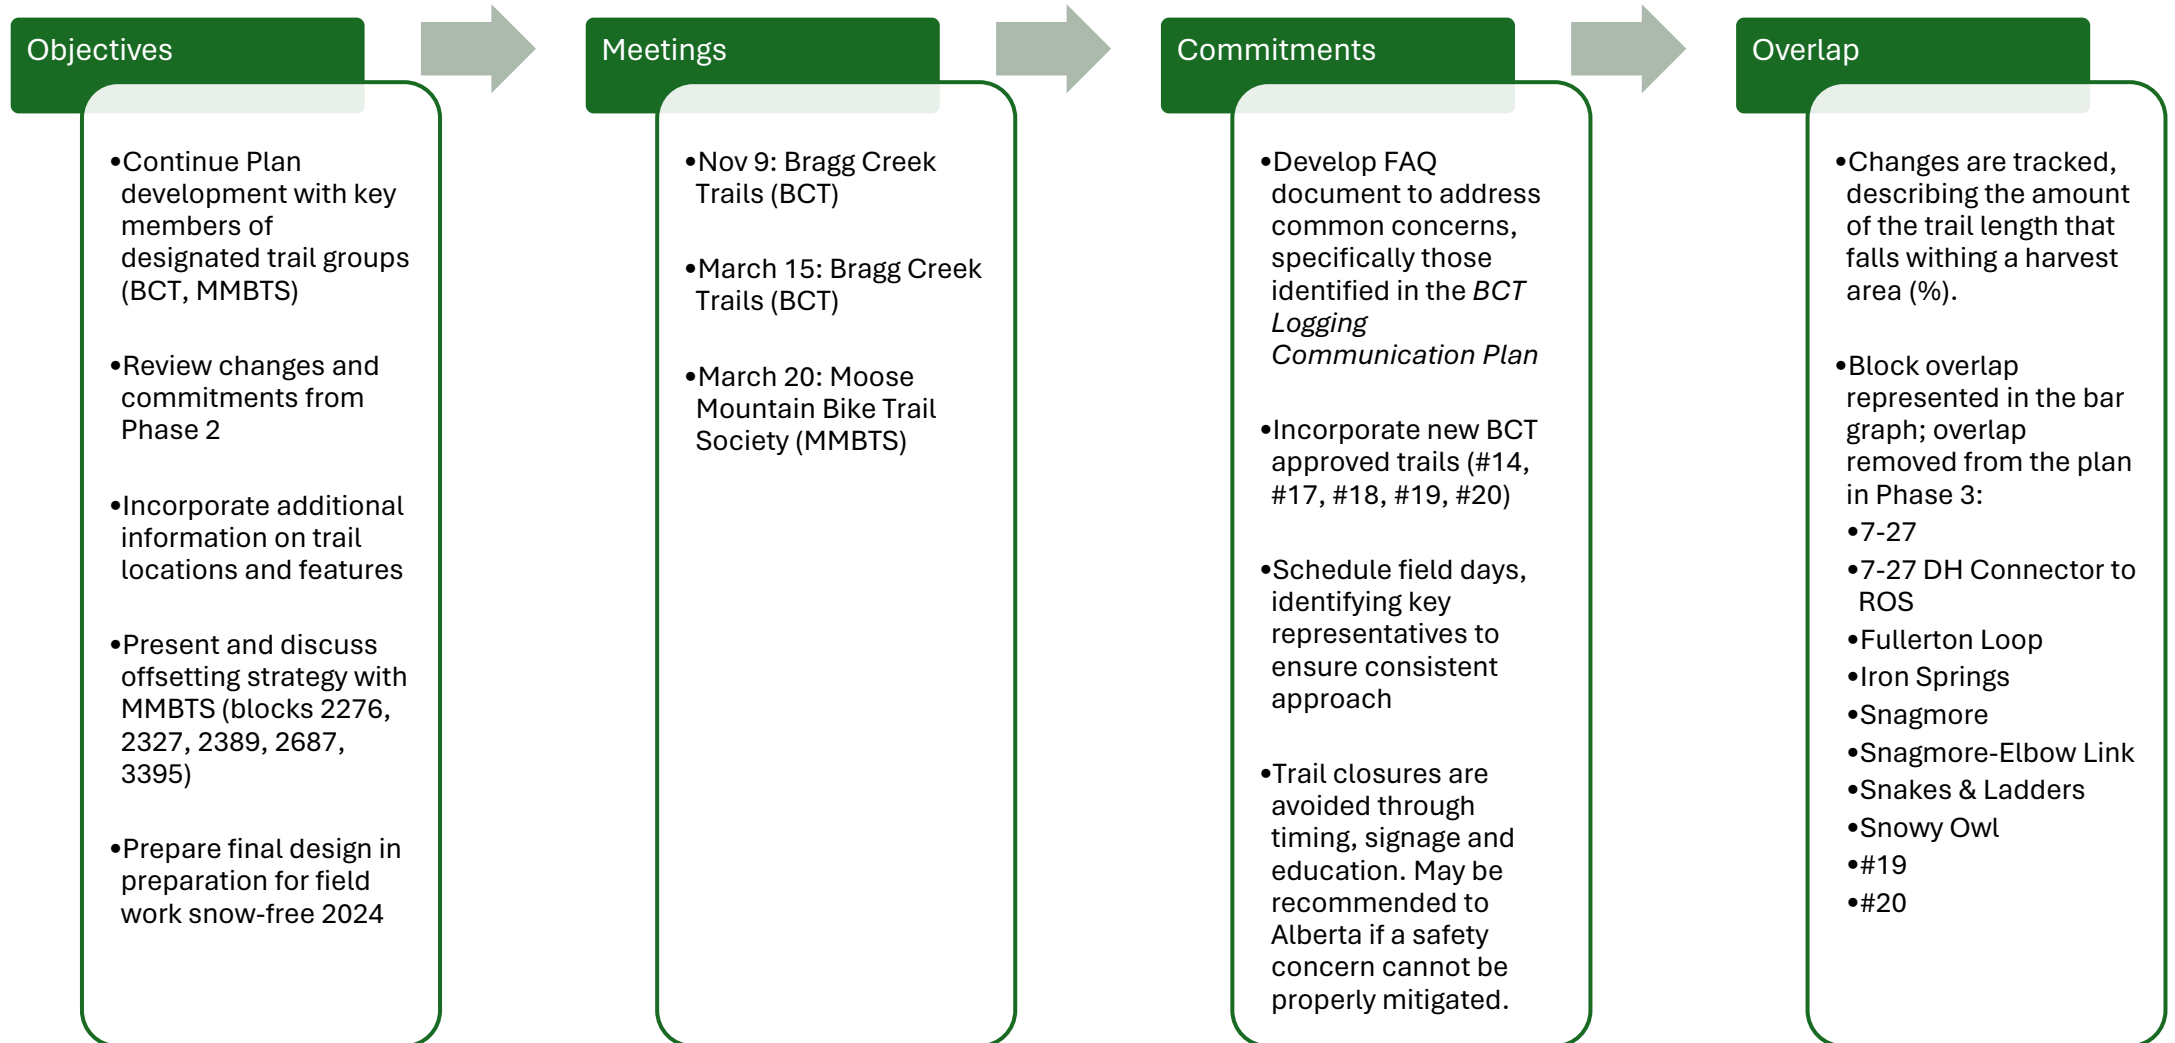 Objectives
•Continue Plan
development with key
members of
designated trail groups
(BCT, MMBTS)
•Review changes and
commitments from
Phase 2
•Incorporate additional
information on trail
locations and features
•Present and discuss
offsetting strategy with
MMBTS (blocks 2276,
2327, 2389, 2687,
3395)
•Prepare final design in
preparation for field
work snow-free 2024
Meetings
•Nov 9: Bragg Creek
Trails (BCT)
•March 15: Bragg Creek
Trails (BCT)
•March 20: Moose
Mountain Bike Trail
Society (MMBTS)
Commitments
•Develop FAQ
document to address
common concerns,
specifically those
identified in the BCT
Logging
Communication Plan
•Incorporate new BCT
approved trails (#14,
#17, #18, #19, #20)
•Schedule field days,
identifying key
representatives to
ensure consistent
approach
•Trail closures are
avoided through
timing, signage and
education. May be
recommended to
Alberta if a safety
concern cannot be
properly mitigated.
Overlap
•Changes are tracked,
describing the amount
of the trail length that
falls withing a harvest
area (%).
•Block overlap
represented in the bar
graph; overlap
removed from the plan
in Phase 3:
•7-27
•7-27 DH Connector to
ROS
•Fullerton Loop
•Iron Springs
•Snagmore
•Snagmore-Elbow Link
•Snakes & Ladders
•Snowy Owl
•#19
•#20